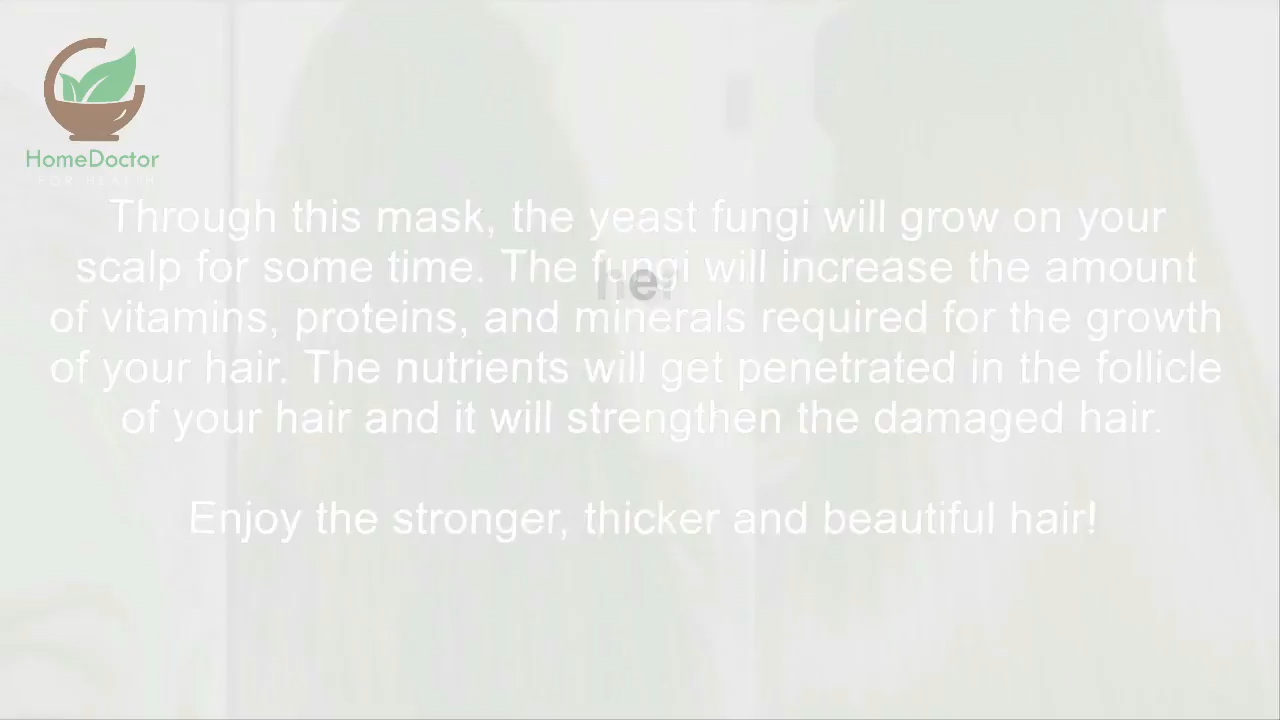 HomeDoctor
FOR HEALTH
Through this mask, the yeast fungi will grow on your
scalp for some time. The fungi will increase the amount
of vitamins, proteins, and minerals required for the growth
of your hair. The nutrients will get penetrated in the follicle
of your hair and it will strengthen the damaged hair.
Enjoy the stronger, thicker and beautiful hair!